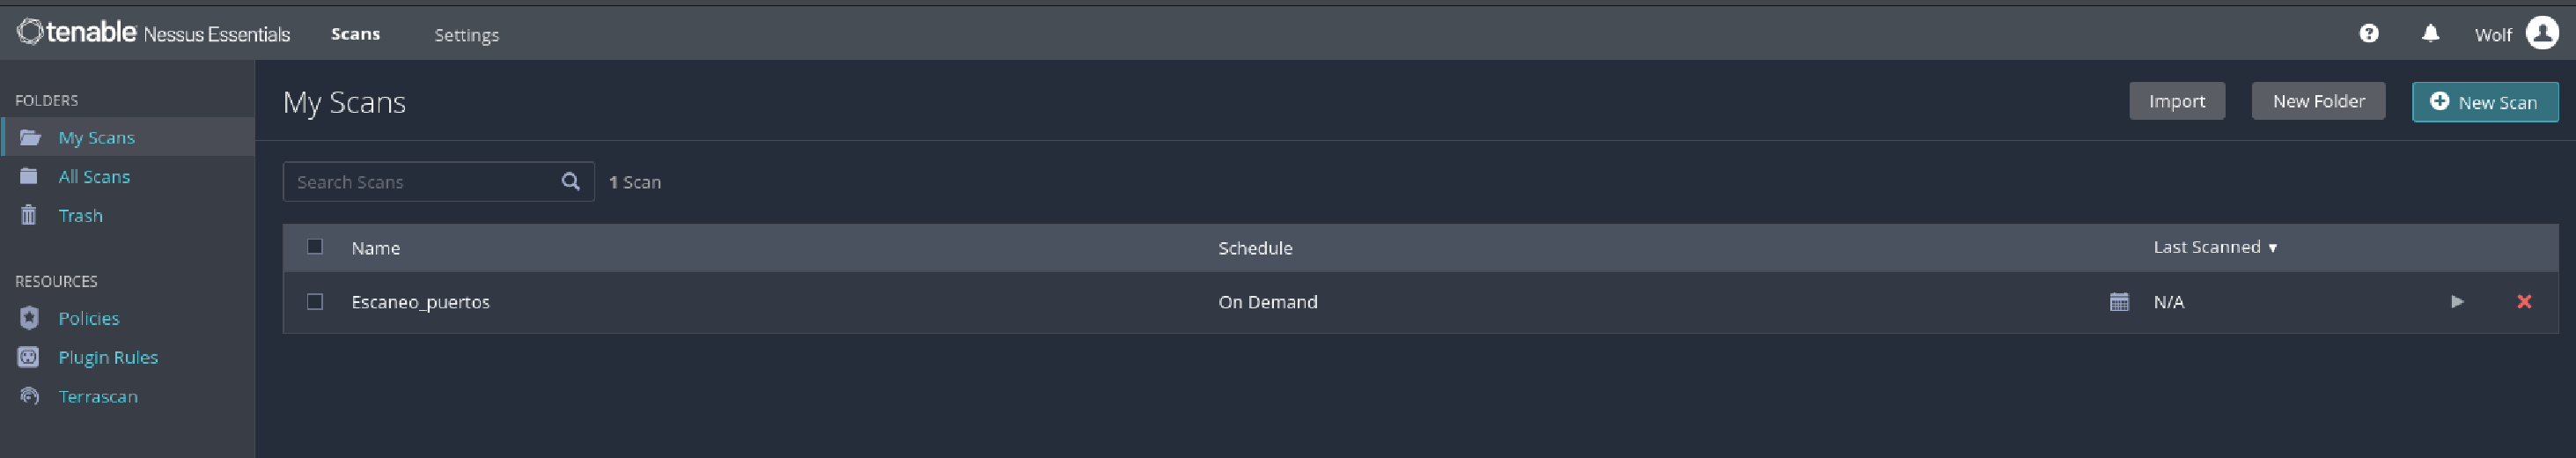 tenable Nessus Essentials Scans Settings Wolf
FOLDERS
My Scans
All Scans
Trash
RESOURCES
Policies
Plugin Rules
Terrascan
My Scans Import New Folder New Scan
Search Scans 1 Scan
Name Schedule Last Scanned ▼
Escaneo_puertos On Demand N/A